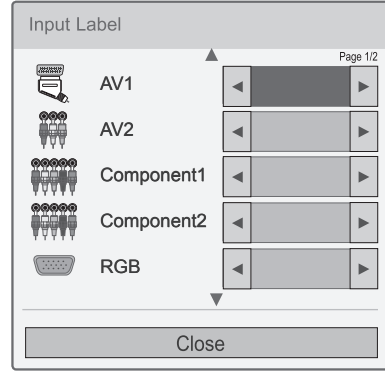 Input Label
Page 1/2
AV1
AV2
Component1
Component2
RGB
Close